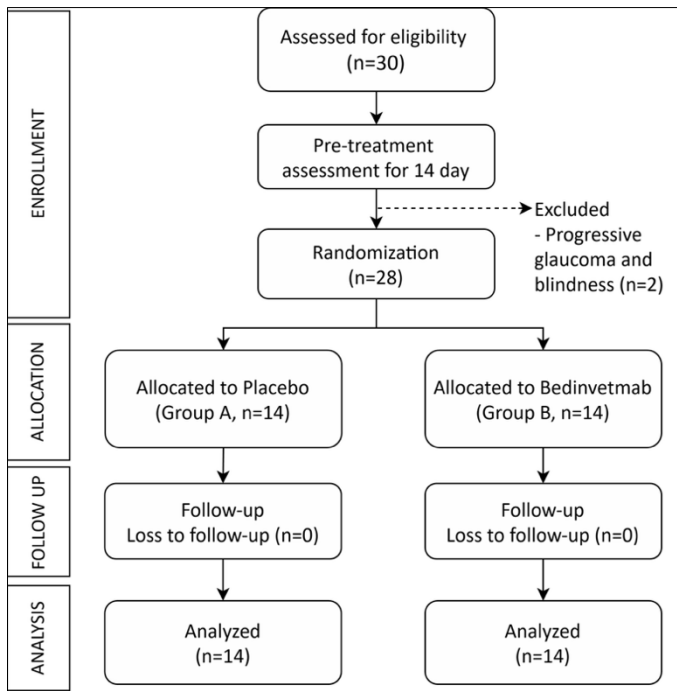 ENROLLMENT
Assessed for eligibility
(n=30)
Pre-treatment
assessment for 14 day
Excluded
- Progressive
glaucoma and
blindness (n=2)
Randomization
(n=28)
ALLOCATION
Allocated to Placebo
(Group A, n=14)
Allocated to Bedinvetmab
(Group B, n=14)
FOLLOW UP
Follow-up
Loss to follow-up (n=0)
Follow-up
Loss to follow-up (n=0)
ANALYSIS
Analyzed
(n=14)
Analyzed
(n=14)